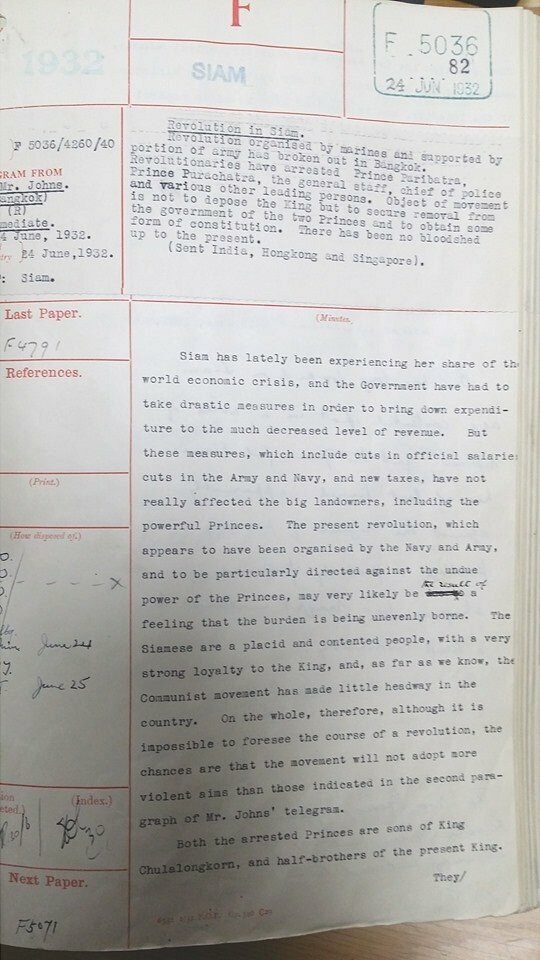 F
1932
SIAM
F 5036
82
24 JUN 1932
F 5036/4260/40
GRAM FROM
Mr. Johns.
angkok)
(R)
mediate.
4 June, 1932.
24 June, 1932.
: Siam.
Revolution in Siam.
Revolution organised by marines and supported by
portion of army has broken out in Bangkok.
Revolutionaries have arrested Prince Paribatra,
Prince Purachatra, the general staff, chief of police
and various other leading persons. Object of movement
is not to depose the King but to secure removal from
the government of the two Princes and to obtain some
form of constitution. There has been no bloodshed
up to the present.
(Sent India, Hongkong and Singapore).
Last Paper.
F4791
References.
(Print.)
(How disposed of.)
June 24
June 25
(Index.)
Next Paper.
F5071
(Minutes.
Siam has lately been experiencing her share of the
world economic crisis, and the Government have had to
take drastic measures in order to bring down expendi-
ture to the much decreased level of revenue. But
these measures, which include cuts in official salaries
cuts in the Army and Navy, and new taxes, have not
really affected the big landowners, including the
powerful Princes. The present revolution, which
appears to have been organised by the Navy and Army,
and to be particularly directed against the undue
power of the Princes, may very likely be the result of a
feeling that the burden is being unevenly borne. The
Siamese are a placid and contented people, with a very
strong loyalty to the King, and, as far as we know, the
Communist movement has made little headway in the
country. On the whole, therefore, although it is
impossible to foresee the course of a revolution, the
chances are that the movement will not adopt more
violent aims than those indicated in the second para-
graph of Mr. Johns' telegram.
Both the arrested Princes are sons of King
Chulalongkorn, and half-brothers of the present King.
They/